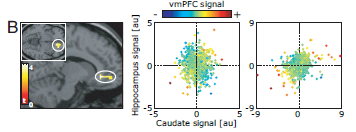 B
vmPFC signal
- +
4
0
Hippocampus signal [au]
5
0
-5
-5 0 5
Caudate signal [au]
9
0
-9
-9 0 9